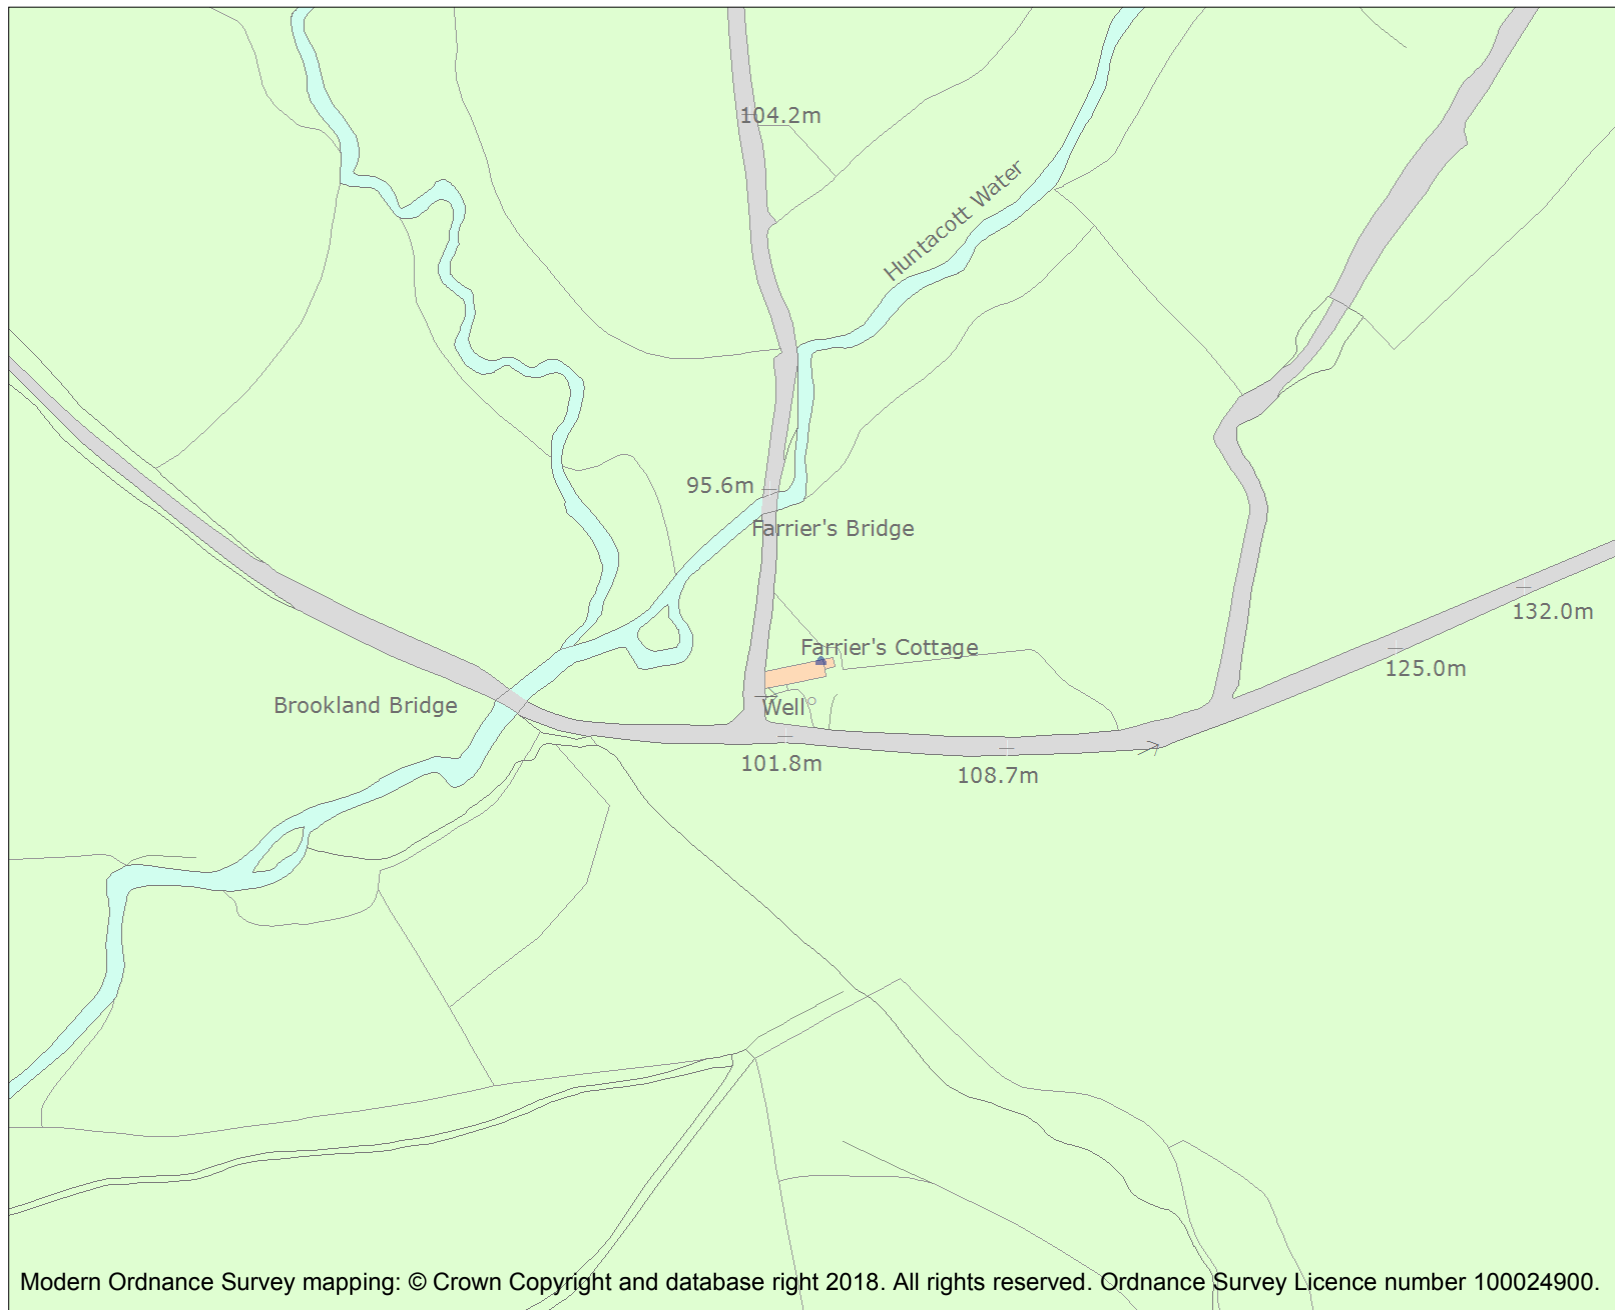 104.2m
Huntacott Water
95.6m
Farrier's Bridge
132.0m
Farrier's Cottage
125.0m
Brookland Bridge
Well
101.8m
108.7m
Modern Ordnance Survey mapping: © Crown Copyright and database right 2018. All rights reserved. Ordnance Survey Licence number 100024900.